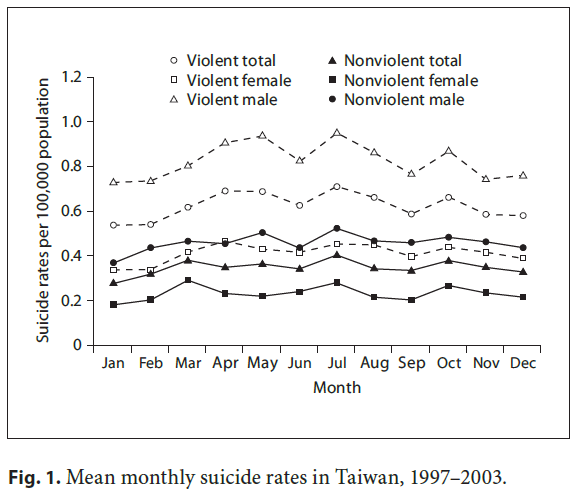 Violent total
Nonviolent total
Violent female
Nonviolent female
Violent male
Nonviolent male
Suicide rates per 100,000 population
1.2
1.0
0.8
0.6
0.4
0.2
0
Jan Feb Mar Apr May Jun Jul Aug Sep Oct Nov Dec
Month
Fig. 1. Mean monthly suicide rates in Taiwan, 1997–2003.